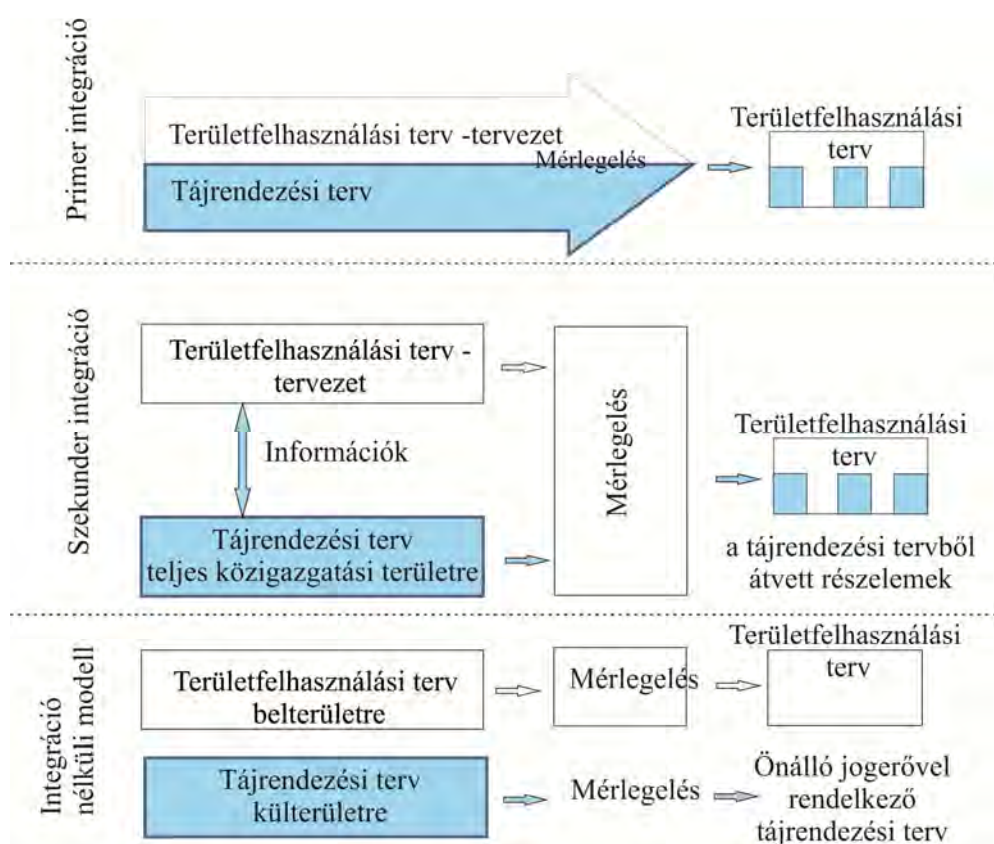 Primer integráció
Területfelhasználási terv -tervezet
Mérlegelés
Tájrendezési terv
Területfelhasználási
terv
Szekunder integráció
Területfelhasználási terv -
tervezet
Információk
Tájrendezési terv
teljes közigazgatási területre
Mérlegelés
Területfelhasználási
terv
a tájrendezési tervből
átvett részelemek
Integráció
nélküli modell
Területfelhasználási terv
belterületre
Mérlegelés
Területfelhasználási
terv
Tájrendezési terv
külterületre
Mérlegelés
Önálló jogerővel
rendelkező
tájrendezési terv